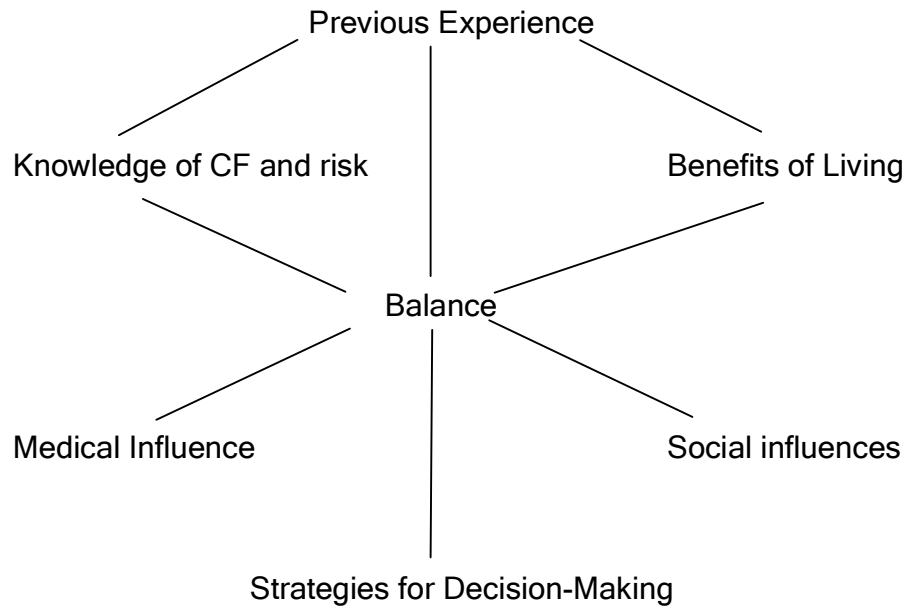 Previous Experience
Knowledge of CF and risk
Benefits of Living
Balance
Medical Influence
Social influences
Strategies for Decision-Making